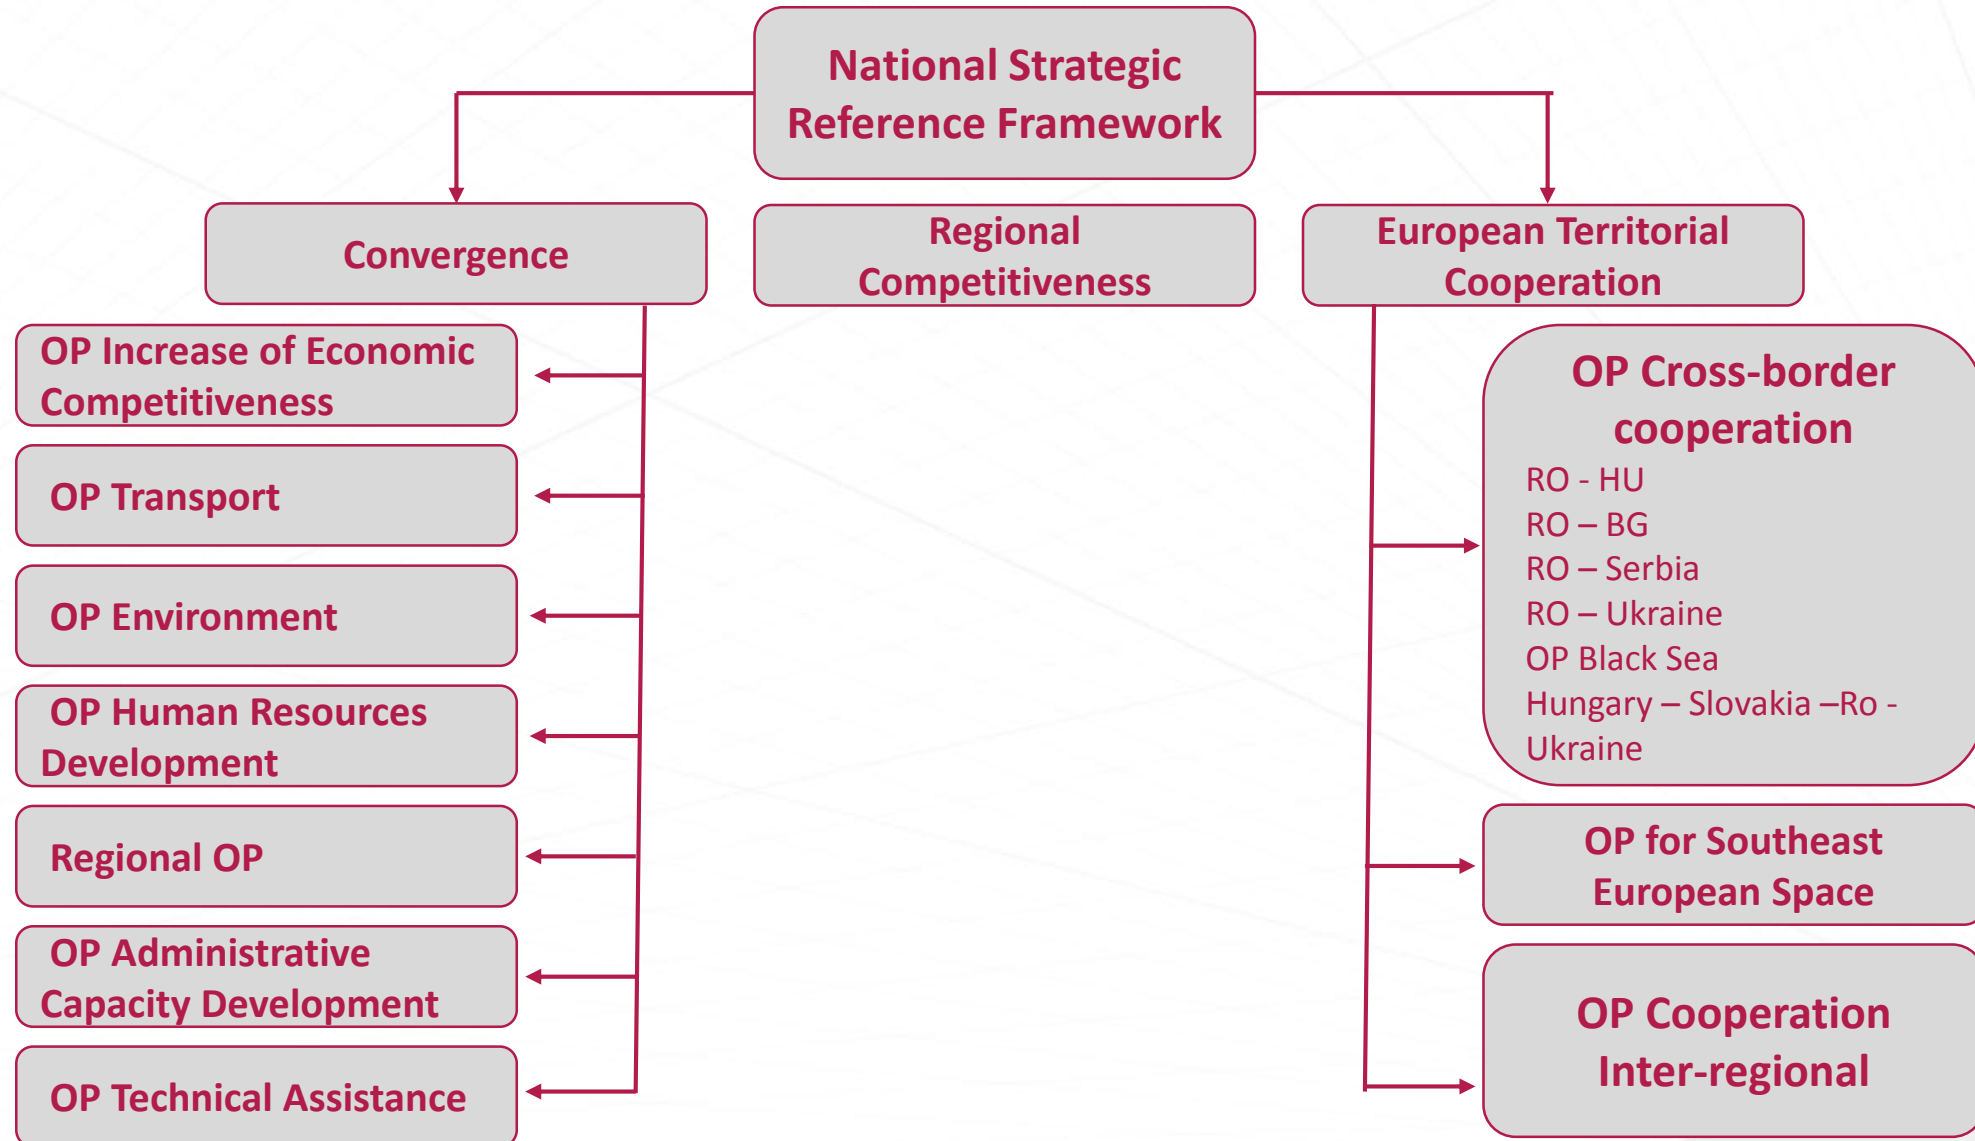 National Strategic
Reference Framework
Convergence
Regional
Competitiveness
European Territorial
Cooperation
OP Increase of Economic
Competitiveness
OP Transport
OP Environment
OP Human Resources
Development
Regional OP
OP Administrative
Capacity Development
OP Technical Assistance
OP Cross-border
cooperation
RO - HU
RO – BG
RO – Serbia
RO – Ukraine
OP Black Sea
Hungary – Slovakia –Ro -
Ukraine
OP for Southeast
European Space
OP Cooperation
Inter-regional